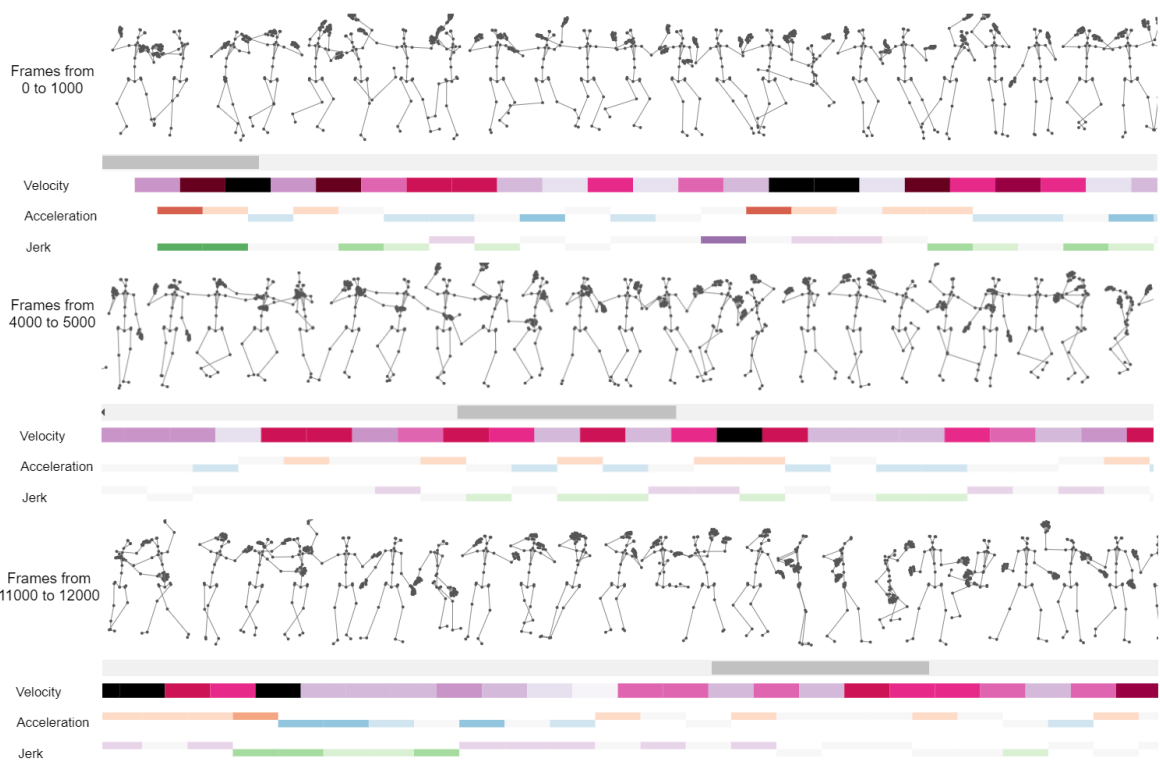 Frames from
0 to 1000
Velocity
Acceleration
Jerk
Frames from
4000 to 5000
Velocity
Acceleration
Jerk
Frames from
11000 to 12000
Velocity
Acceleration
Jerk